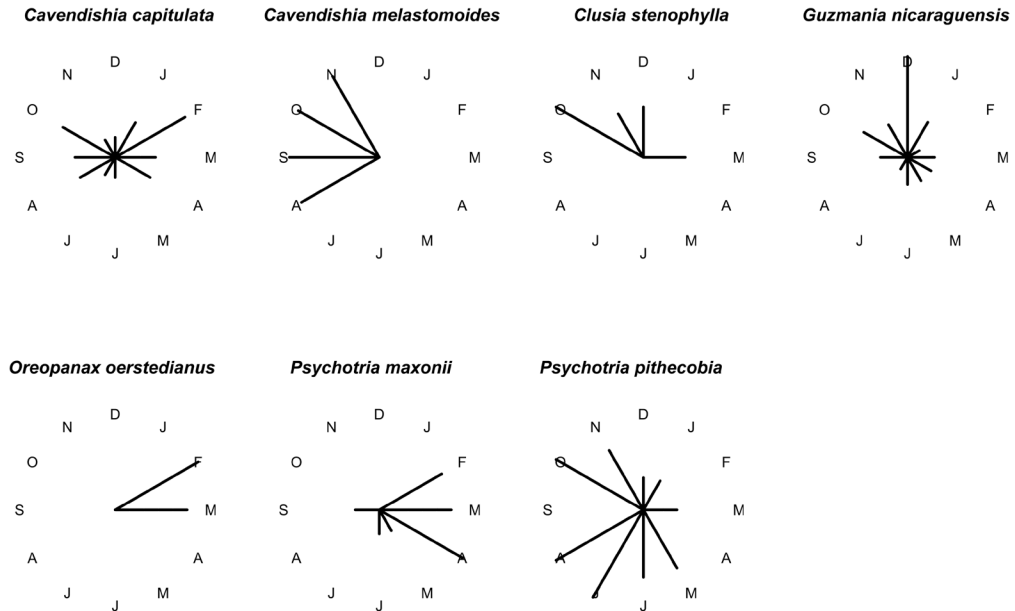 Cavendishia capitulata Cavendishia melastomoides Clusia stenophylla Guzmania nicaraguensis
D D D D
N J N J N J N J
O F O F O F O F
S M S M S M S M
A A A A A A A A
J M J M J M J M
J J J J
Oreopanax oerstedianus Psychotria maxonii Psychotria pithecobia
D D D
N J N J N J
O F O F O F
S M S M S M
A A A A A A
J M J M J M
J J J